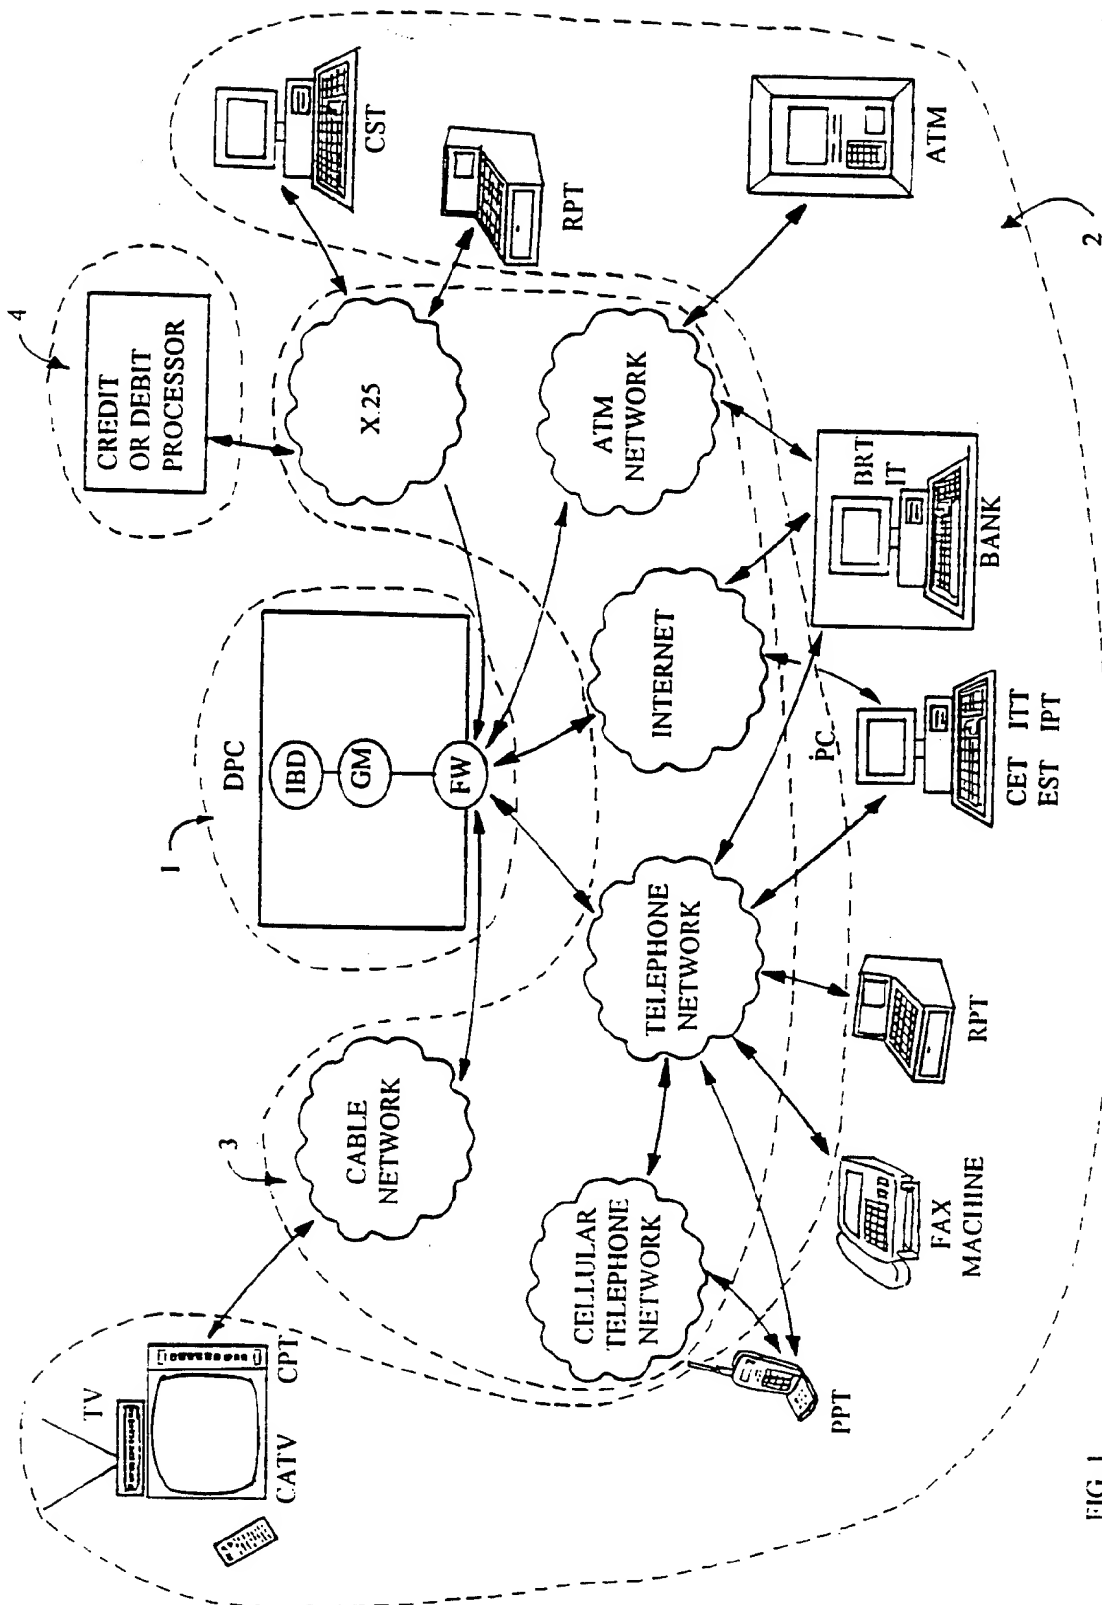 TV
CATV
CPT
3
CABLE
NETWORK
1
DPC
IBD
GM
FW
4
CREDIT
OR DEBIT
PROCESSOR
CST
RPT
X.25
CELLULAR
TELEPHONE
NETWORK
TELEPHONE
NETWORK
INTERNET
ATM
NETWORK
ATM
PPT
FAX
MACHINE
RPT
PC
CET ITT
EST IPT
BRT
IT
BANK
2
FIG. 1